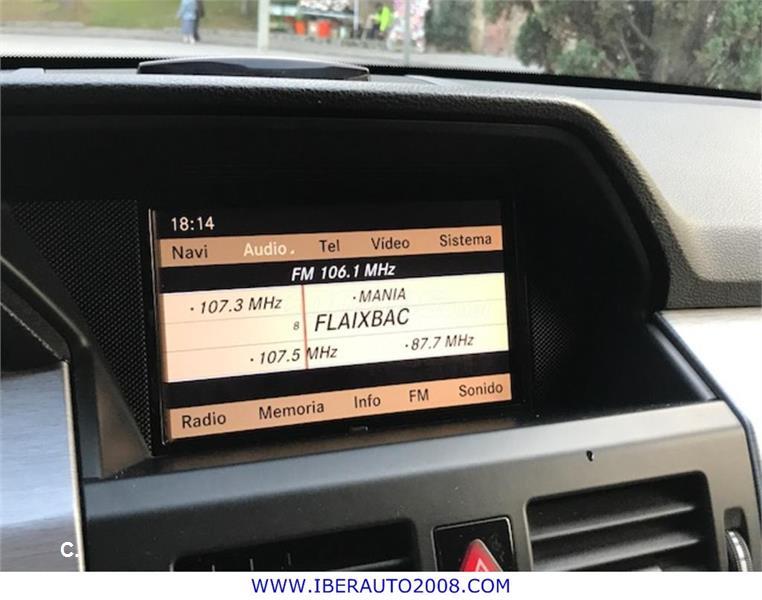 18:14
Navi Audio Tel Vídeo Sistema
FM 106.1 MHz
107.3 MHz ·MANIA
8 FLAIXBAC
107.5 MHz ·87.7 MHz
Radio Memoria Info FM Sonido
C.
WWW.IBERAUTO2008.COM